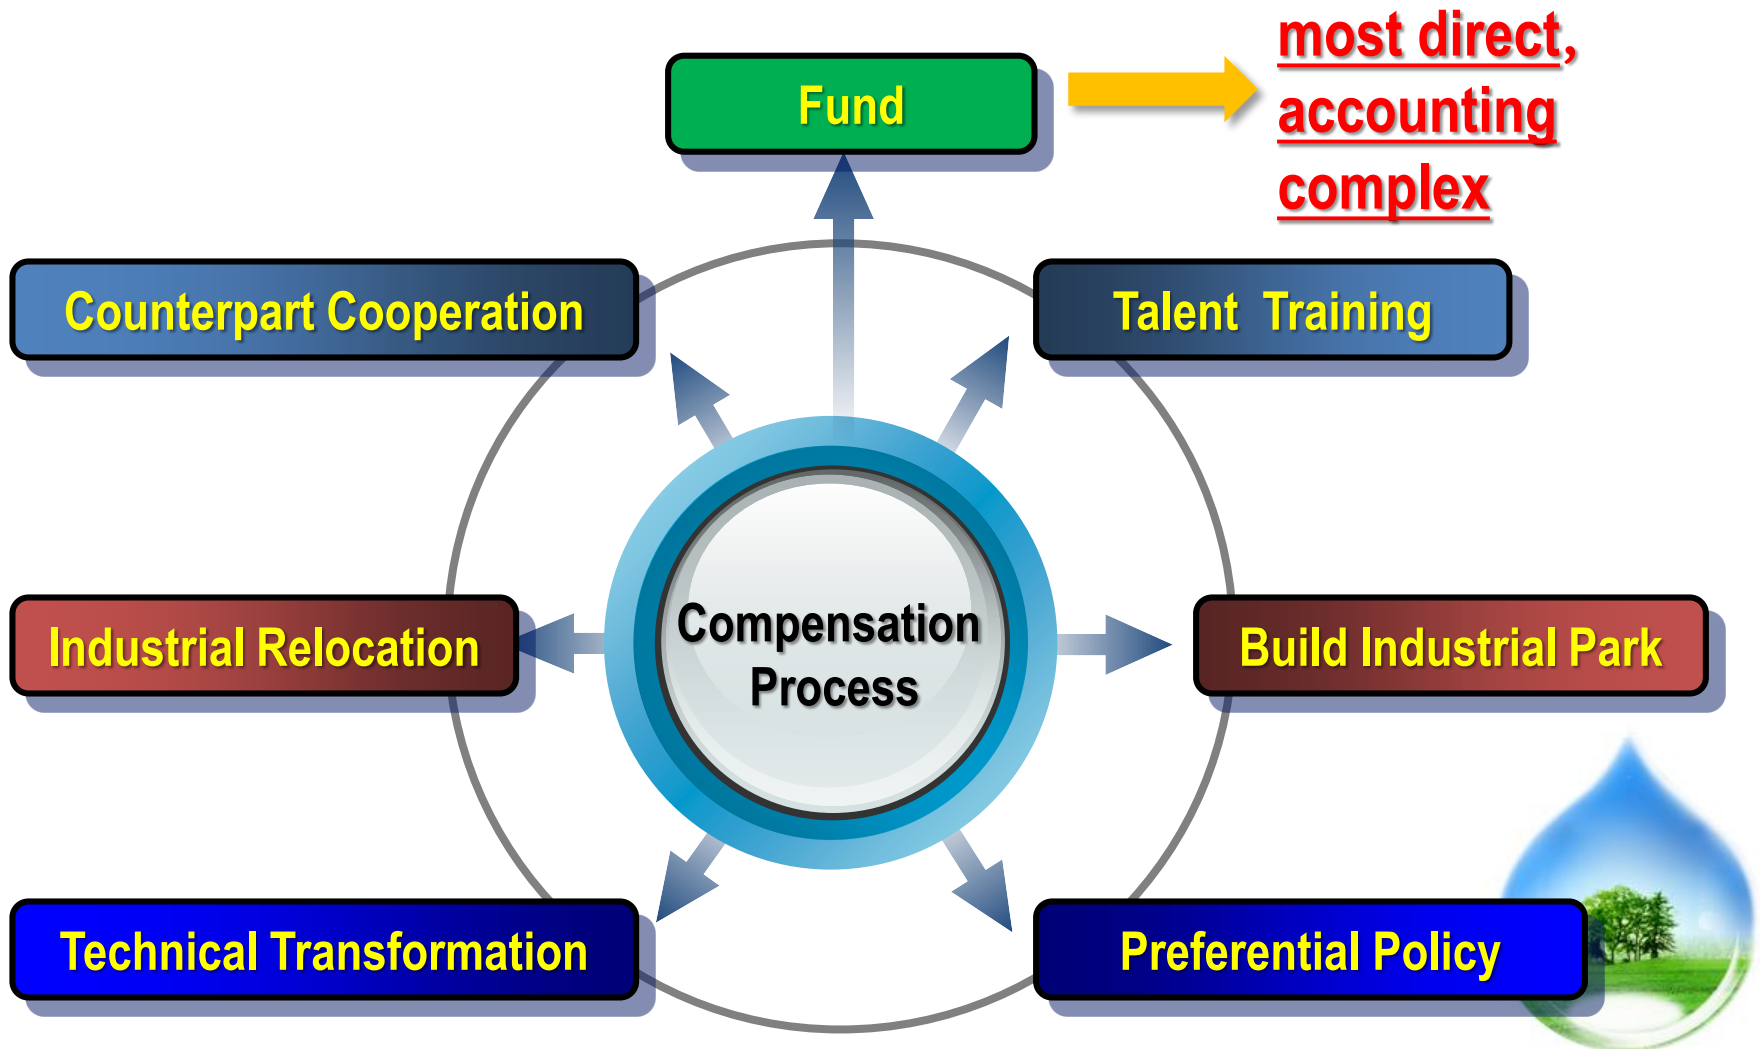 most direct,
accounting
complex
Fund
Counterpart Cooperation
Talent Training
Industrial Relocation
Compensation
Process
Build Industrial Park
Technical Transformation
Preferential Policy